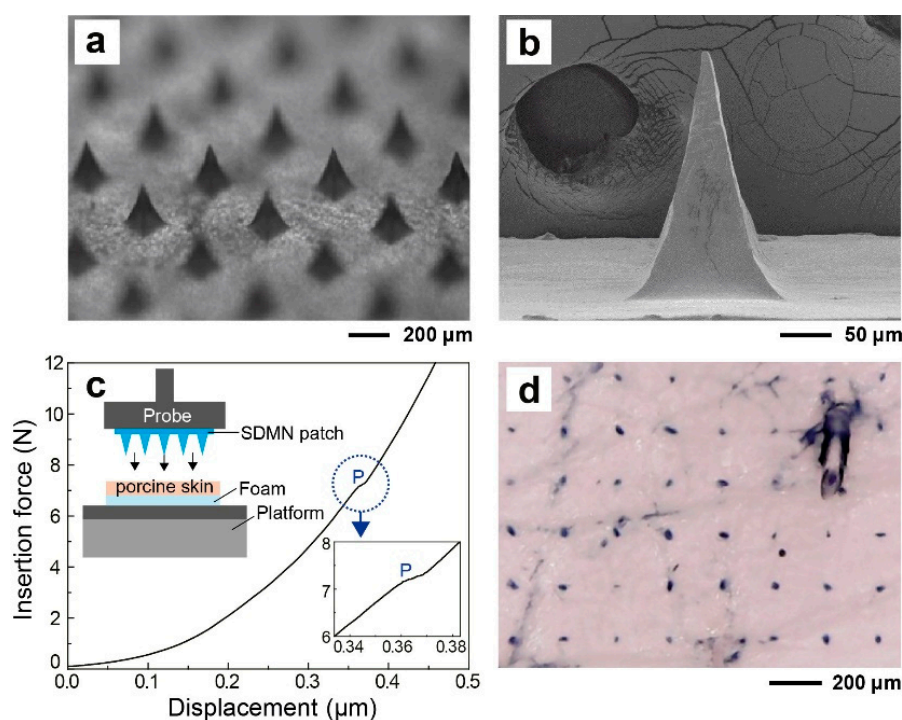 a
200 µm
b
50 µm
c
12
10
8
6
4
2
0
0.0
0.1
0.2
0.3
0.4
0.5
Insertion force (N)
Displacement (µm)
Probe
SDMN patch
porcine skin
Foam
Platform
P
P
8
7
6
0.34
0.36
0.38
d
200 µm